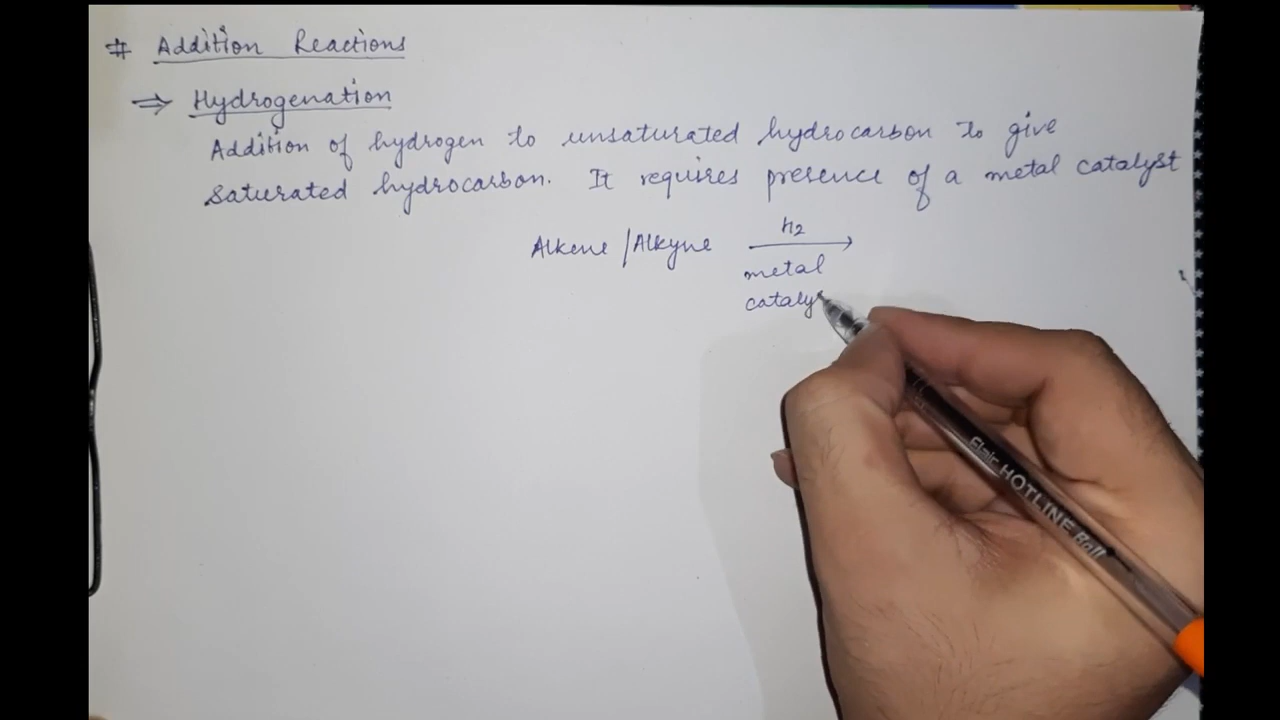 # Addition Reactions
⇒ Hydrogenation
Addition of hydrogen to unsaturated hydrocarbon to give
saturated hydrocarbon. It requires presence of a metal catalyst
H2
Alkene / Alkyne →
metal
catalys
Flair HOTLINE Ball